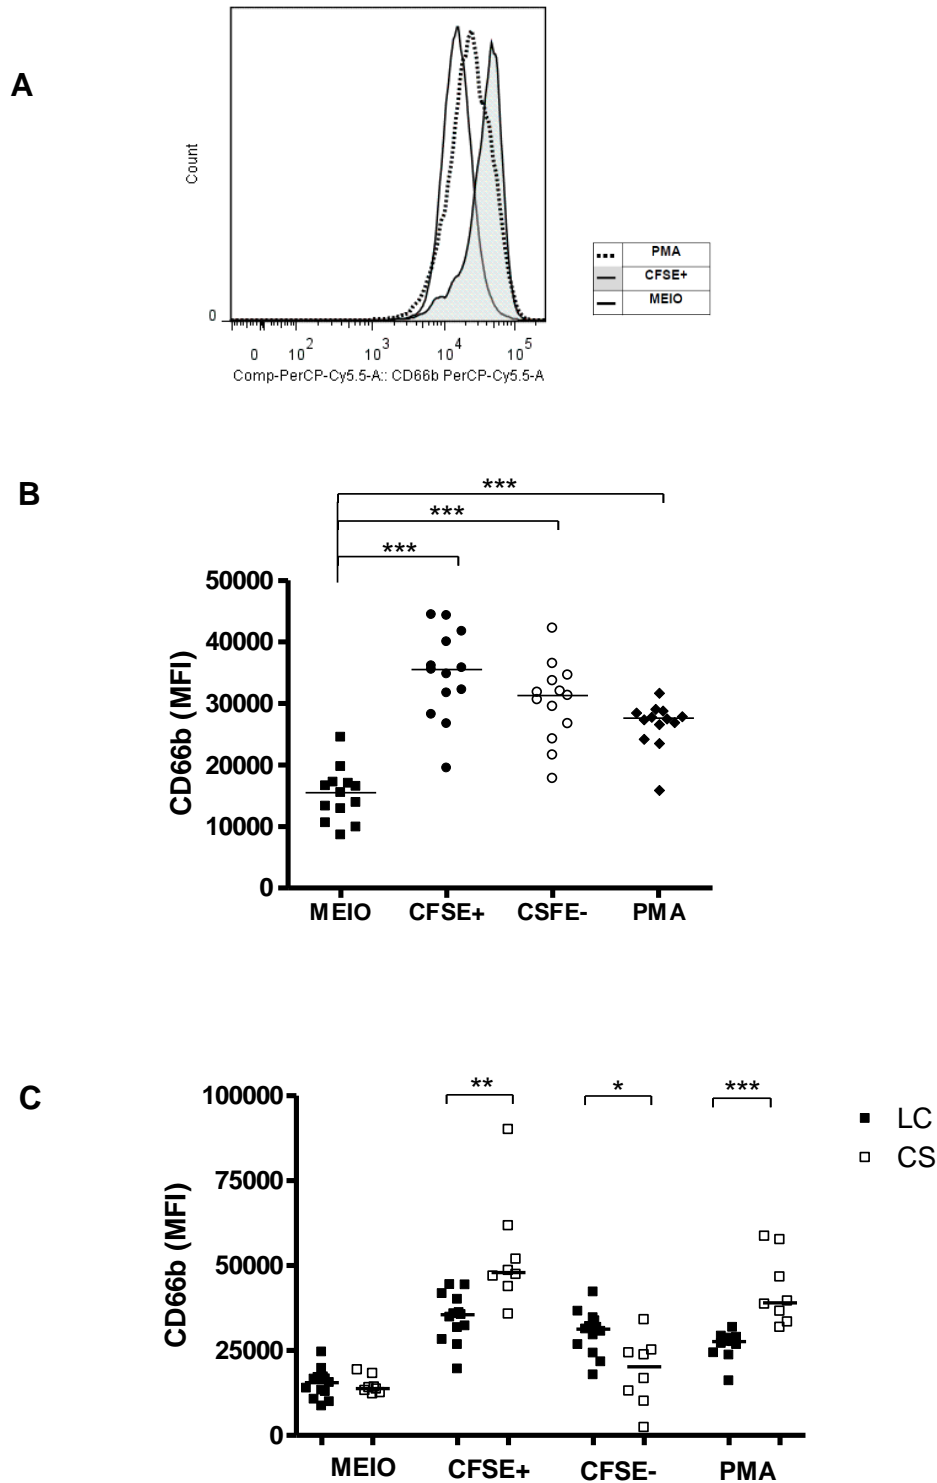 A
Count
0
0 10^2 10^3 10^4 10^5
Comp-PerCP-Cy5.5-A:: CD66b PerCP-Cy5.5-A
PMA
CFSE+
MEIO
B
***
***
***
CD66b (MFI)
50000
40000
30000
20000
10000
0
MEIO CFSE+ CSFE- PMA
C
** * ***
CD66b (MFI)
100000
75000
50000
25000
0
MEIO CFSE+ CFSE- PMA
LC
CS